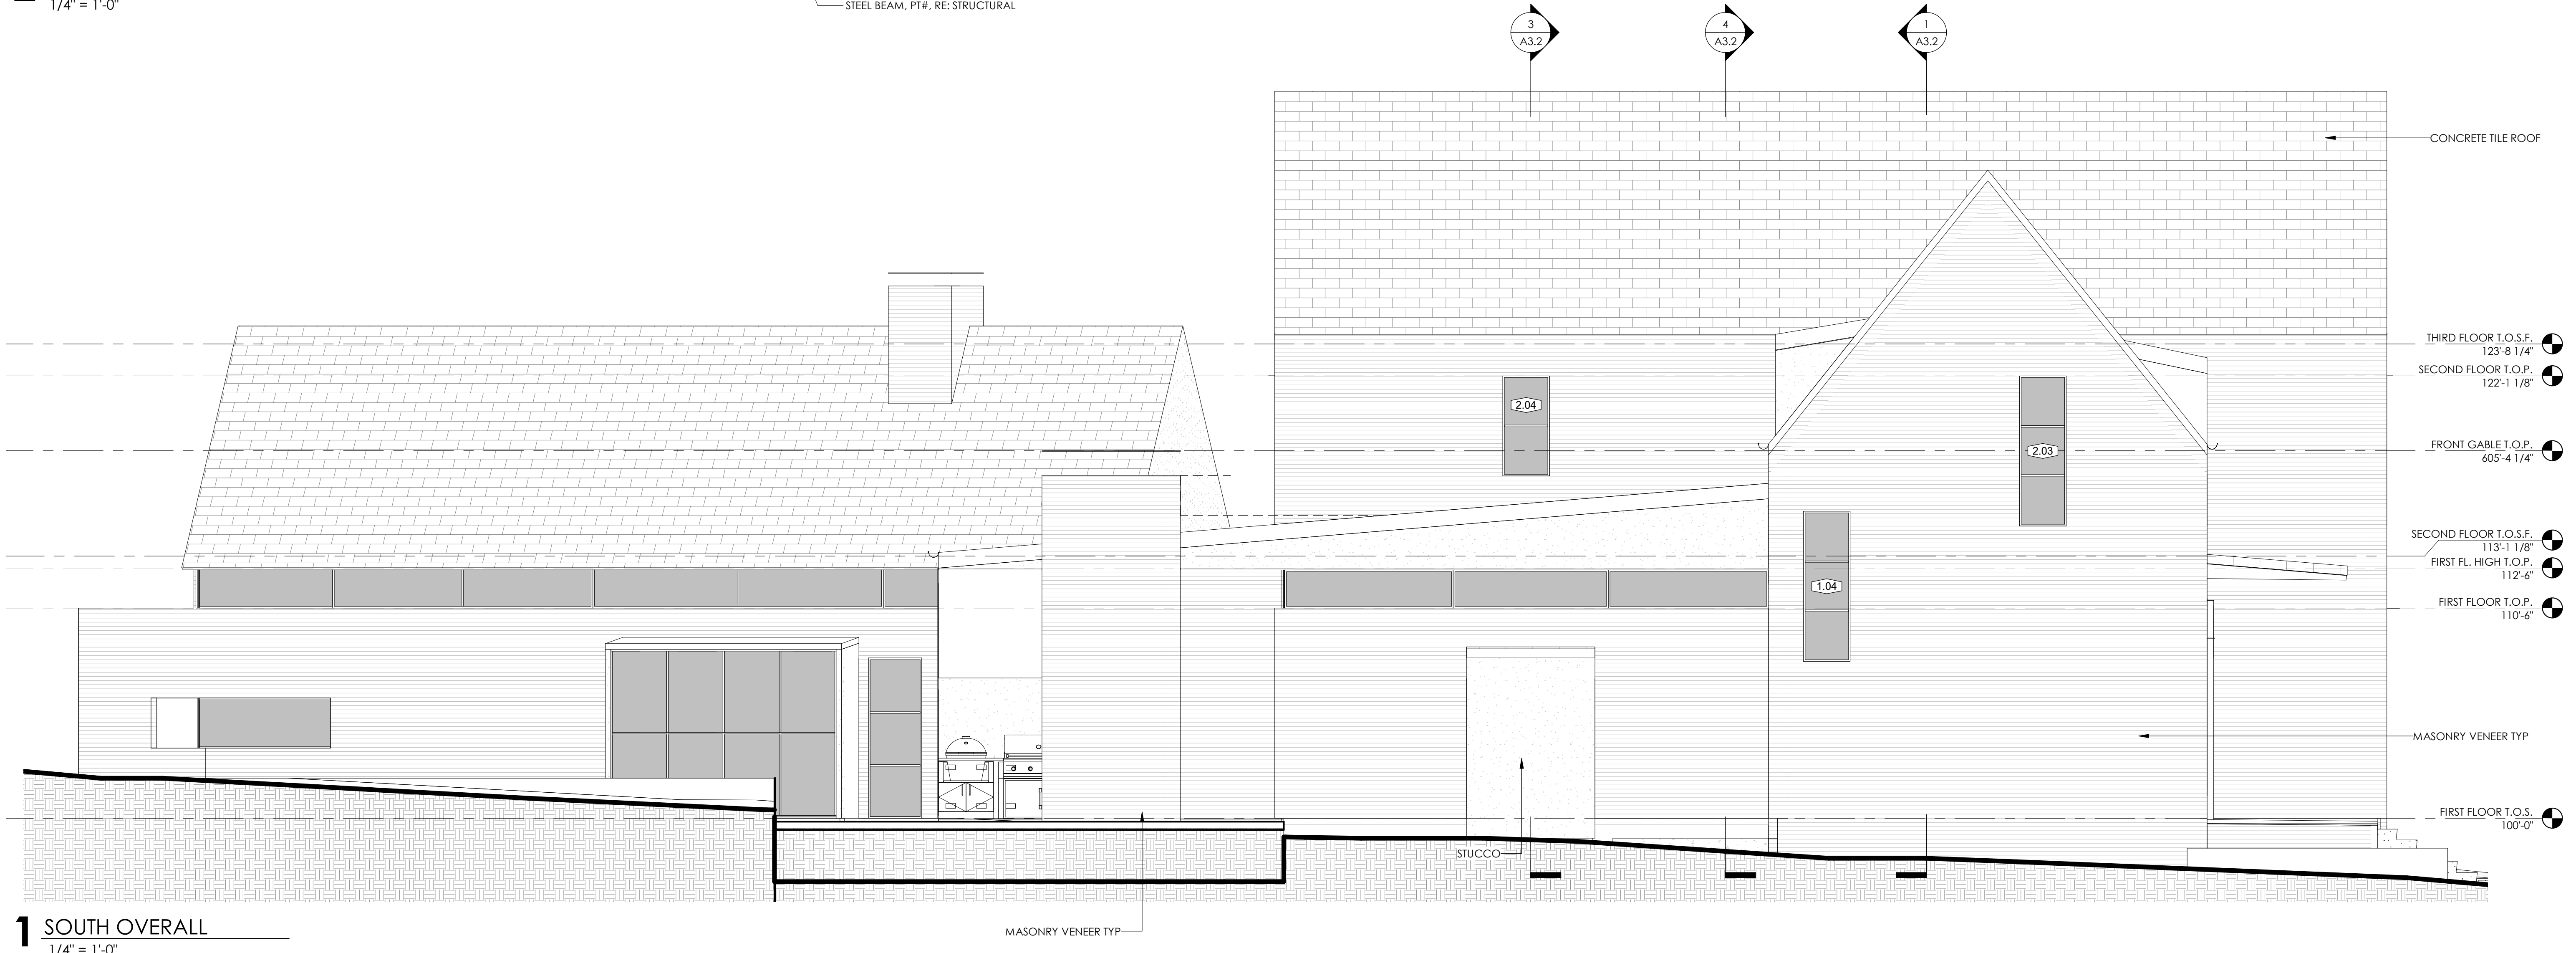 1/4" = 1'-0"
STEEL BEAM, PT#, RE: STRUCTURAL
3
A3.2
4
A3.2
1
A3.2
CONCRETE TILE ROOF
THIRD FLOOR T.O.S.F.
123'-8 1/4"
SECOND FLOOR T.O.P.
122'-1 1/8"
2.04
FRONT GABLE T.O.P.
605'-4 1/4"
2.03
SECOND FLOOR T.O.S.F.
113'-1 1/8"
FIRST FL. HIGH T.O.P.
112'-6"
1.04
FIRST FLOOR T.O.P.
110'-6"
MASONRY VENEER TYP
FIRST FLOOR T.O.S.
100'-0"
STUCCO
MASONRY VENEER TYP
1 SOUTH OVERALL
1/4" = 1'-0"